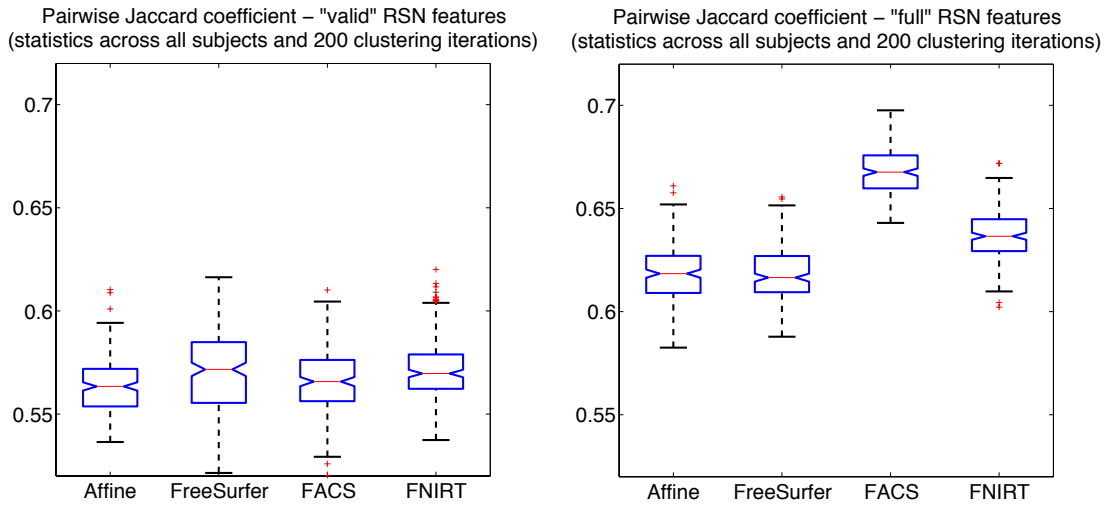 Pairwise Jaccard coefficient – "valid" RSN features
(statistics across all subjects and 200 clustering iterations)
0.7
0.65
0.6
0.55
Affine FreeSurfer FACS FNIRT
Pairwise Jaccard coefficient – "full" RSN features
(statistics across all subjects and 200 clustering iterations)
0.7
0.65
0.6
0.55
Affine FreeSurfer FACS FNIRT